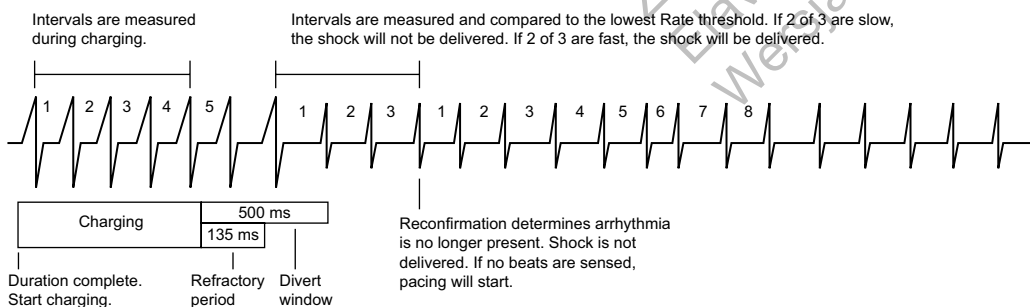 Intervals are measured
during charging.
Intervals are measured and compared to the lowest Rate threshold. If 2 of 3 are slow,
the shock will not be delivered. If 2 of 3 are fast, the shock will be delivered.
1 2 3 4 5 1 2 3 1 2 3 4 5 6 7 8
Charging
500 ms
135 ms
Duration complete.
Start charging.
Refractory
period
Divert
window
Reconfirmation determines arrhythmia
is no longer present. Shock is not
delivered. If no beats are sensed,
pacing will start.